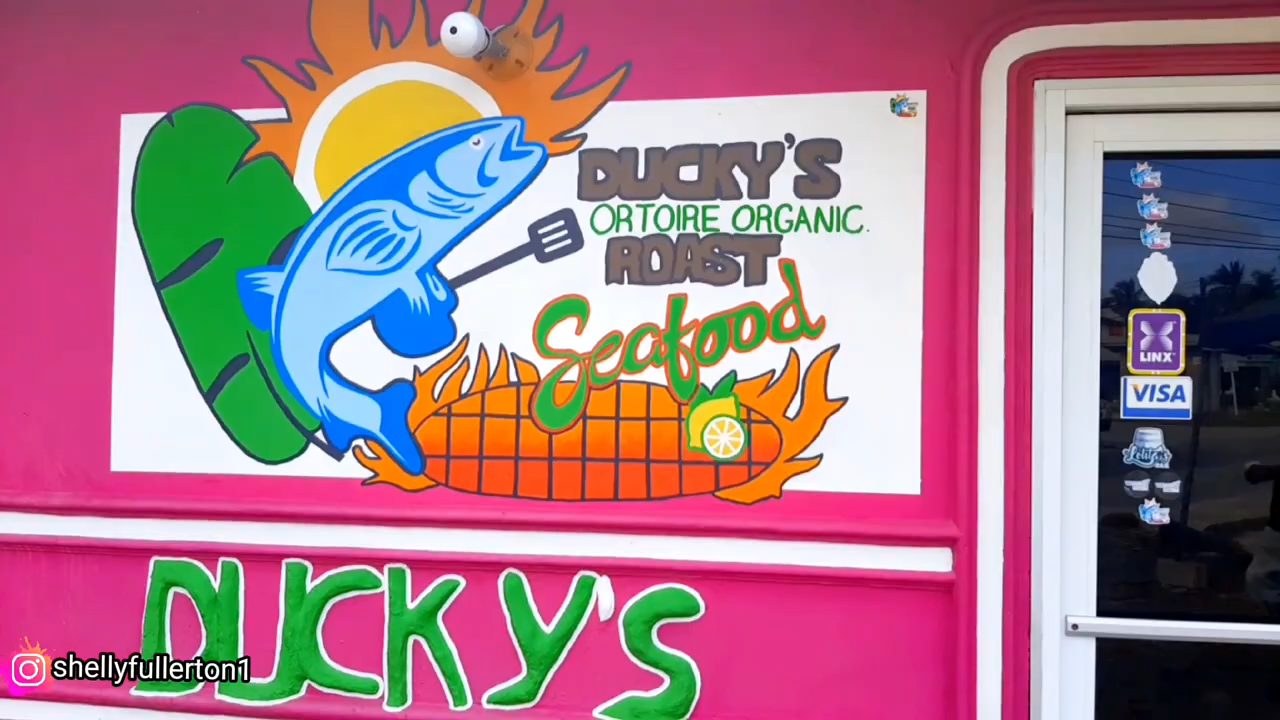 DUCKY'S
ORTOIRE ORGANIC.
ROAST
Seafood
LINX
VISA
DUCKY'S
shellyfullerton1